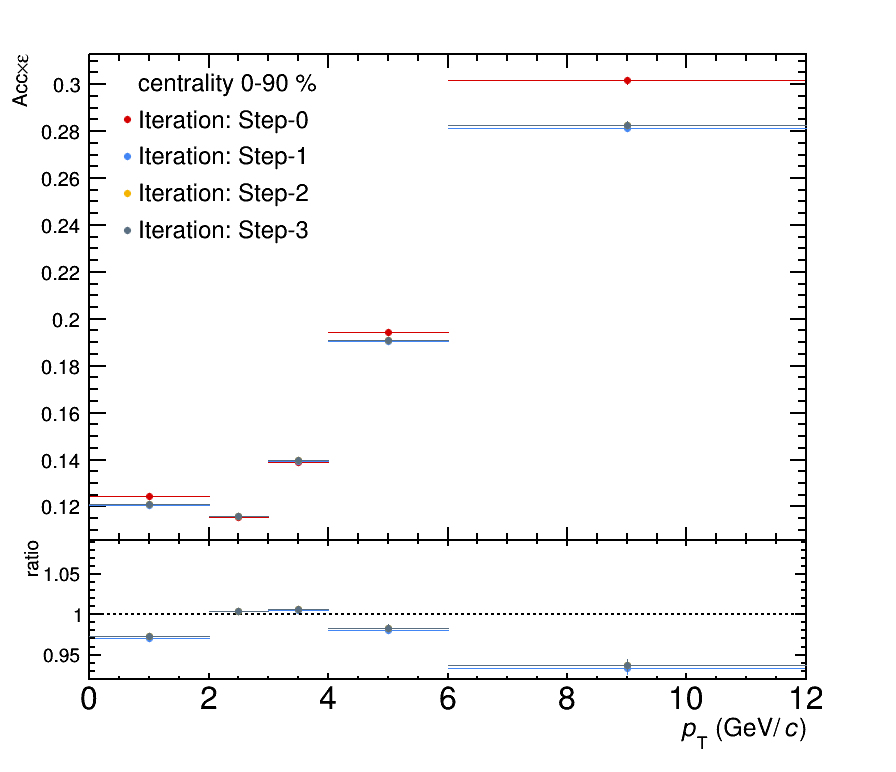 Acc×ε
centrality 0-90 %
Iteration: Step-0
Iteration: Step-1
Iteration: Step-2
Iteration: Step-3
0.3
0.28
0.26
0.24
0.22
0.2
0.18
0.16
0.14
0.12
ratio
1.05
1
0.95
0 2 4 6 8 10 12
p_T (GeV/c)